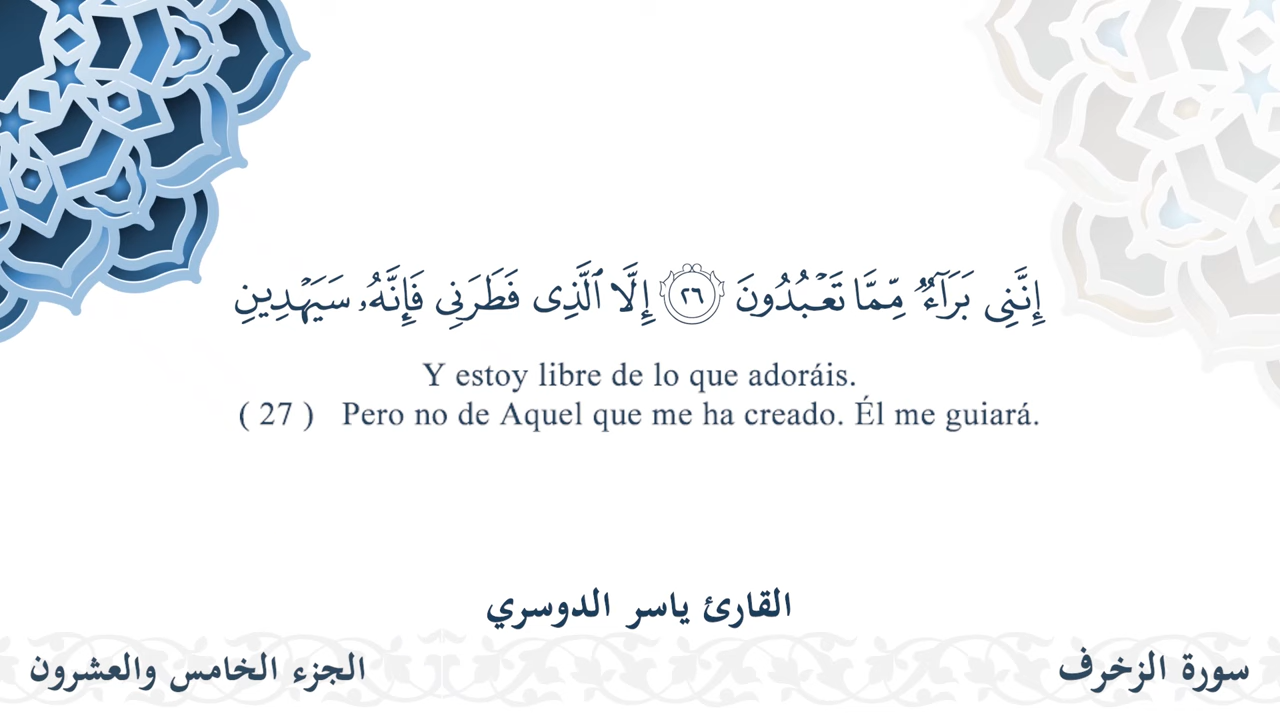 إِنَّنِى بَرَآءٌ مِّمَّا تَعْبُدُونَ ٢٦ إِلَّا ٱلَّذِى فَطَرَنِى فَإِنَّهُۥ سَيَهْدِينِ
Y estoy libre de lo que adoráis.
( 27 ) Pero no de Aquel que me ha creado. Él me guiará.
القارئ ياسر الدوسري
سورة الزخرف
الجزء الخامس والعشرون